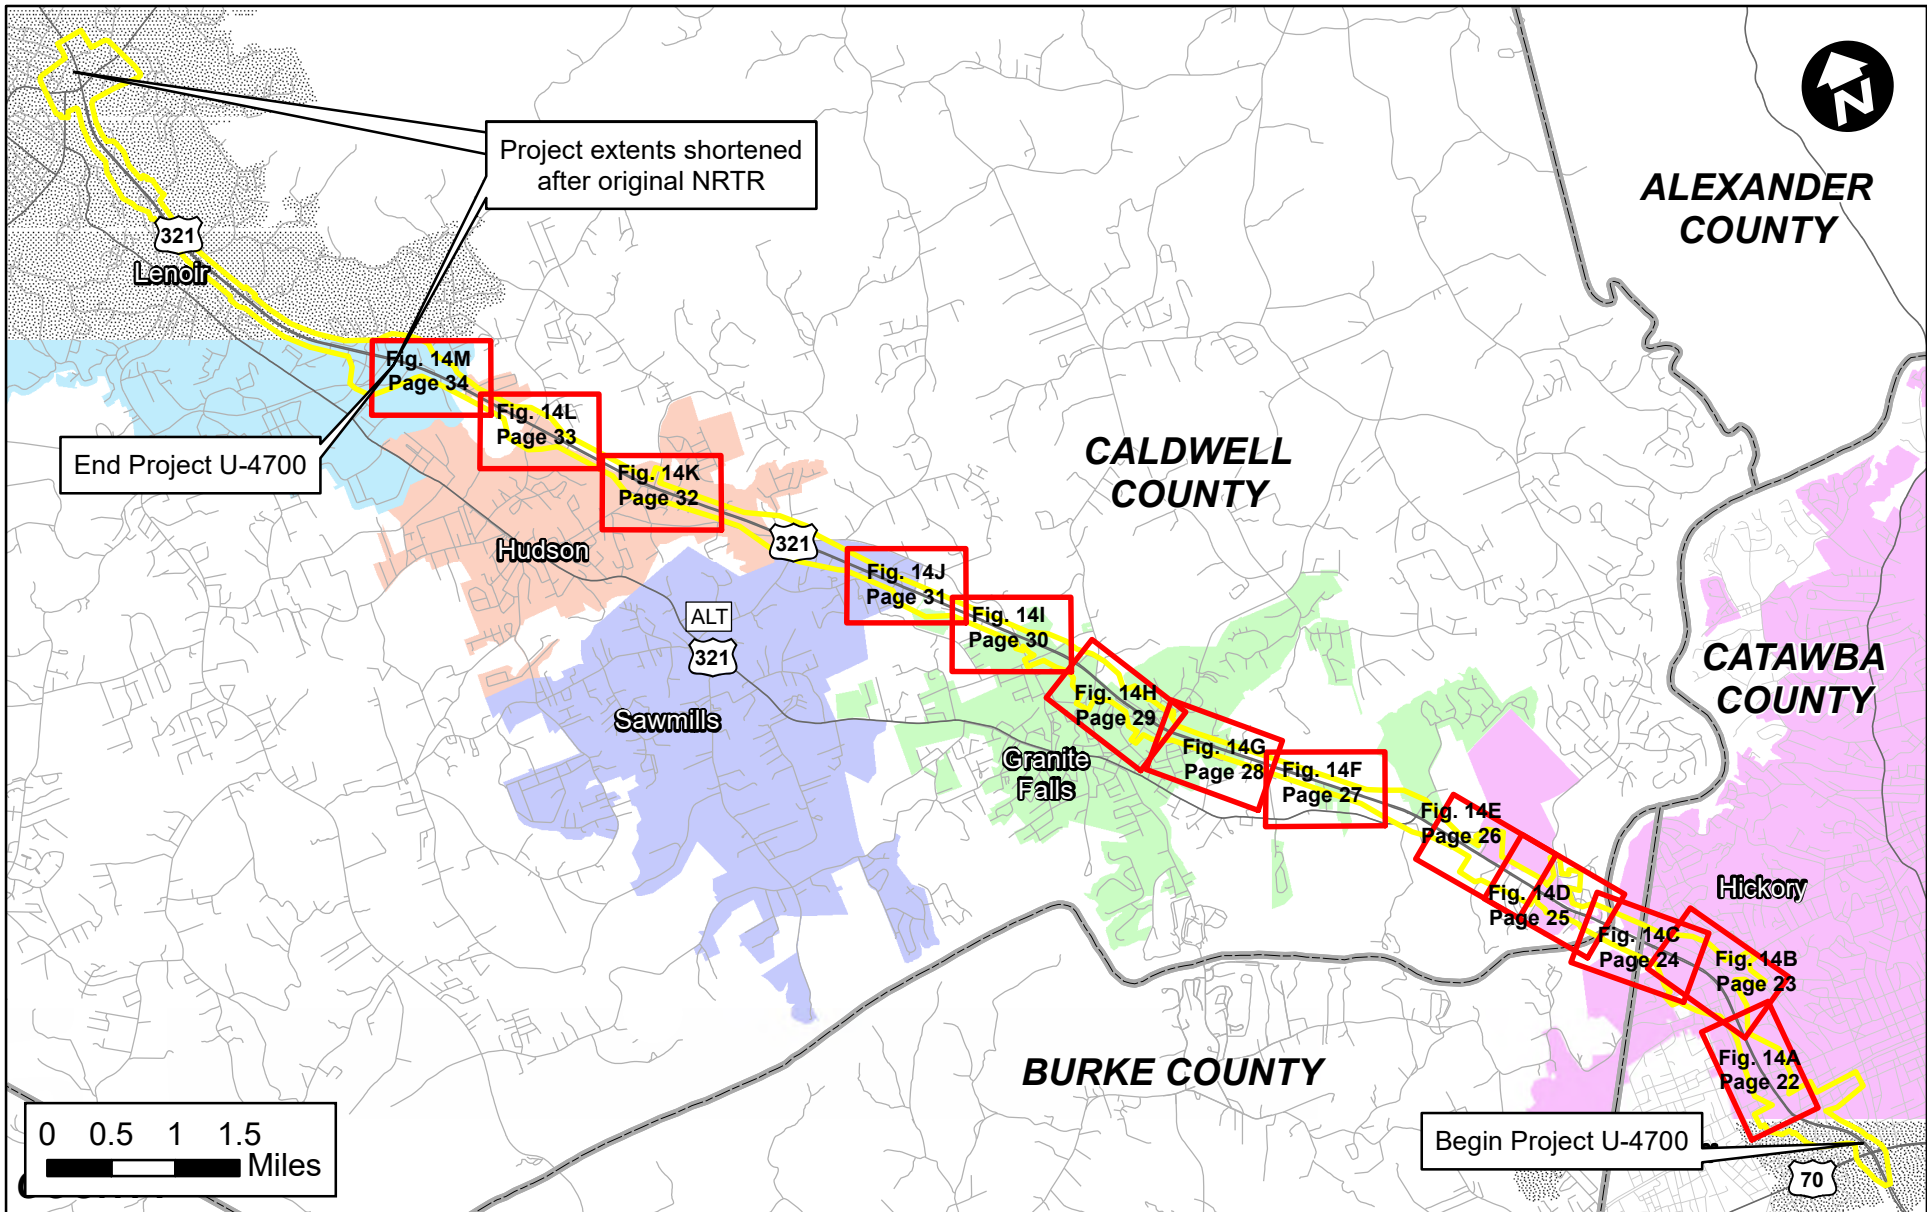 Project extents shortened
after original NRTR
N
ALEXANDER
COUNTY
321
Lenoir
Fig. 14M
Page 34
Fig. 14L
Page 33
End Project U-4700
Fig. 14K
Page 32
CALDWELL
COUNTY
Hudson
321
Fig. 14J
Page 31
ALT
321
Fig. 14I
Page 30
CATAWBA
COUNTY
Sawmills
Fig. 14H
Page 29
Granite
Falls
Fig. 14G
Page 28
Fig. 14F
Page 27
Fig. 14E
Page 26
Hickory
Fig. 14D
Page 25
Fig. 14C
Page 24
Fig. 14B
Page 23
BURKE COUNTY
Fig. 14A
Page 22
0 0.5 1 1.5
Miles
Begin Project U-4700
70